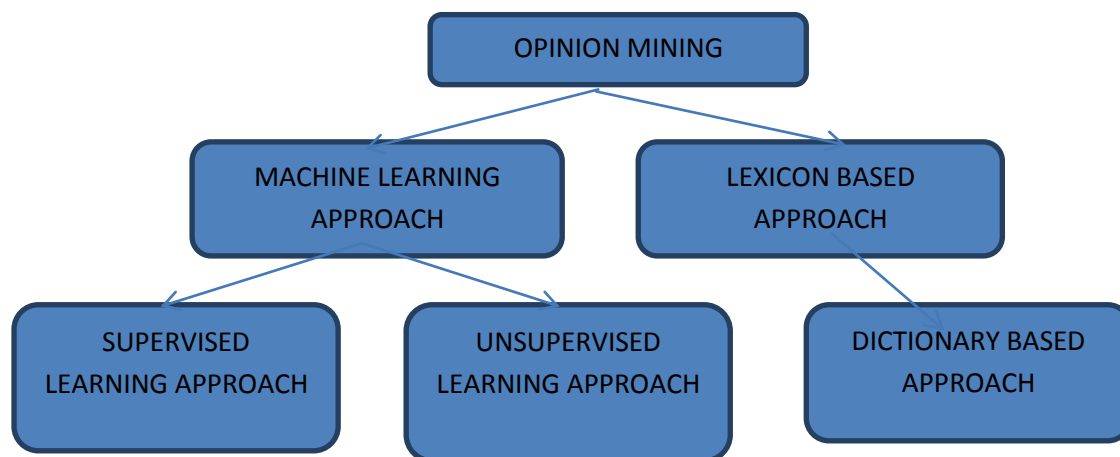 OPINION MINING
MACHINE LEARNING
APPROACH
LEXICON BASED
APPROACH
SUPERVISED
LEARNING APPROACH
UNSUPERVISED
LEARNING APPROACH
DICTIONARY BASED
APPROACH